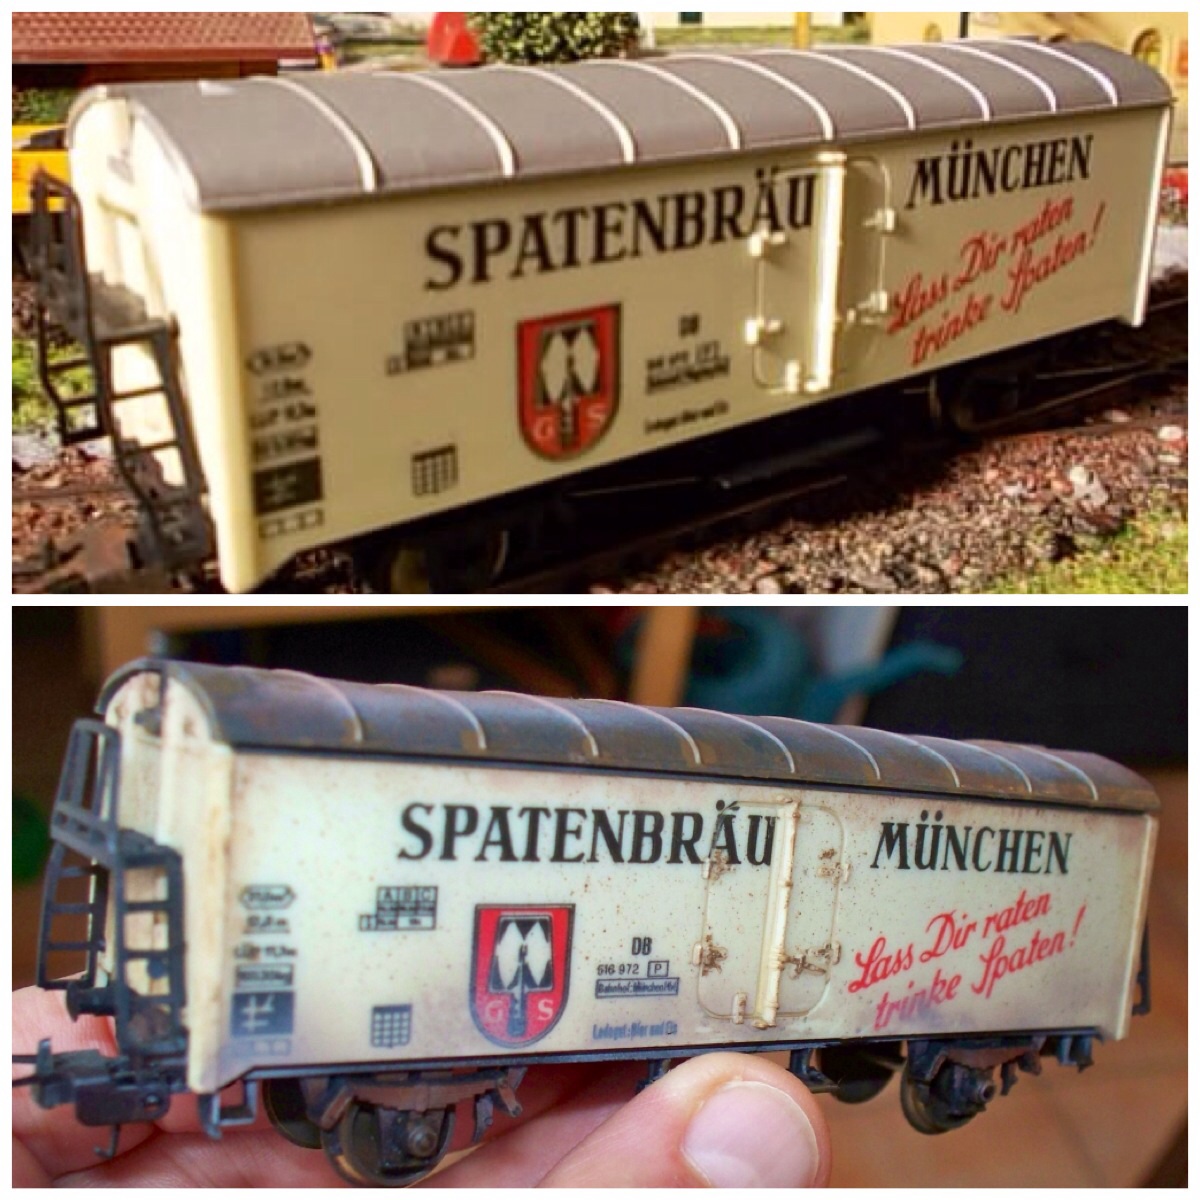 SPATENBRÄU MÜNCHEN
Lass Dir raten
trinke Spaten!
G S
DB
SPATENBRÄU MÜNCHEN
Lass Dir raten
trinke Spaten!
A B C
G S
DB
516 972 P